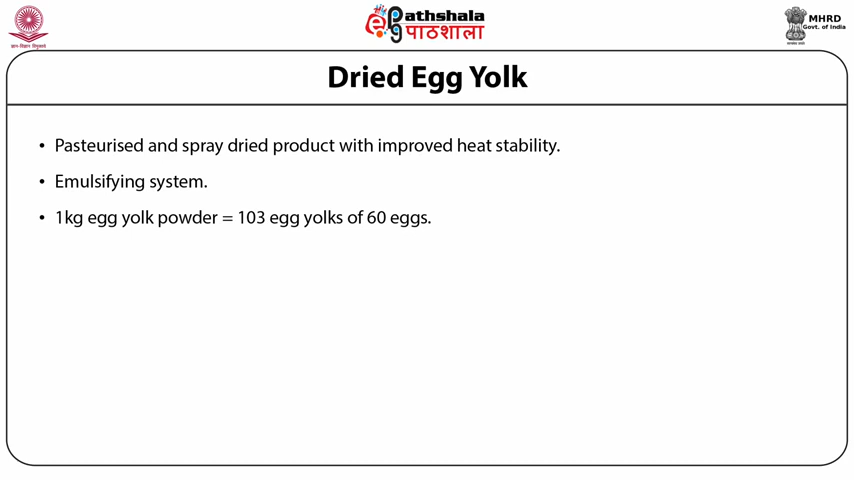 ePathshala
पाठशाला
MHRD
Govt. of India
Dried Egg Yolk
• Pasteurised and spray dried product with improved heat stability.
• Emulsifying system.
• 1kg egg yolk powder = 103 egg yolks of 60 eggs.